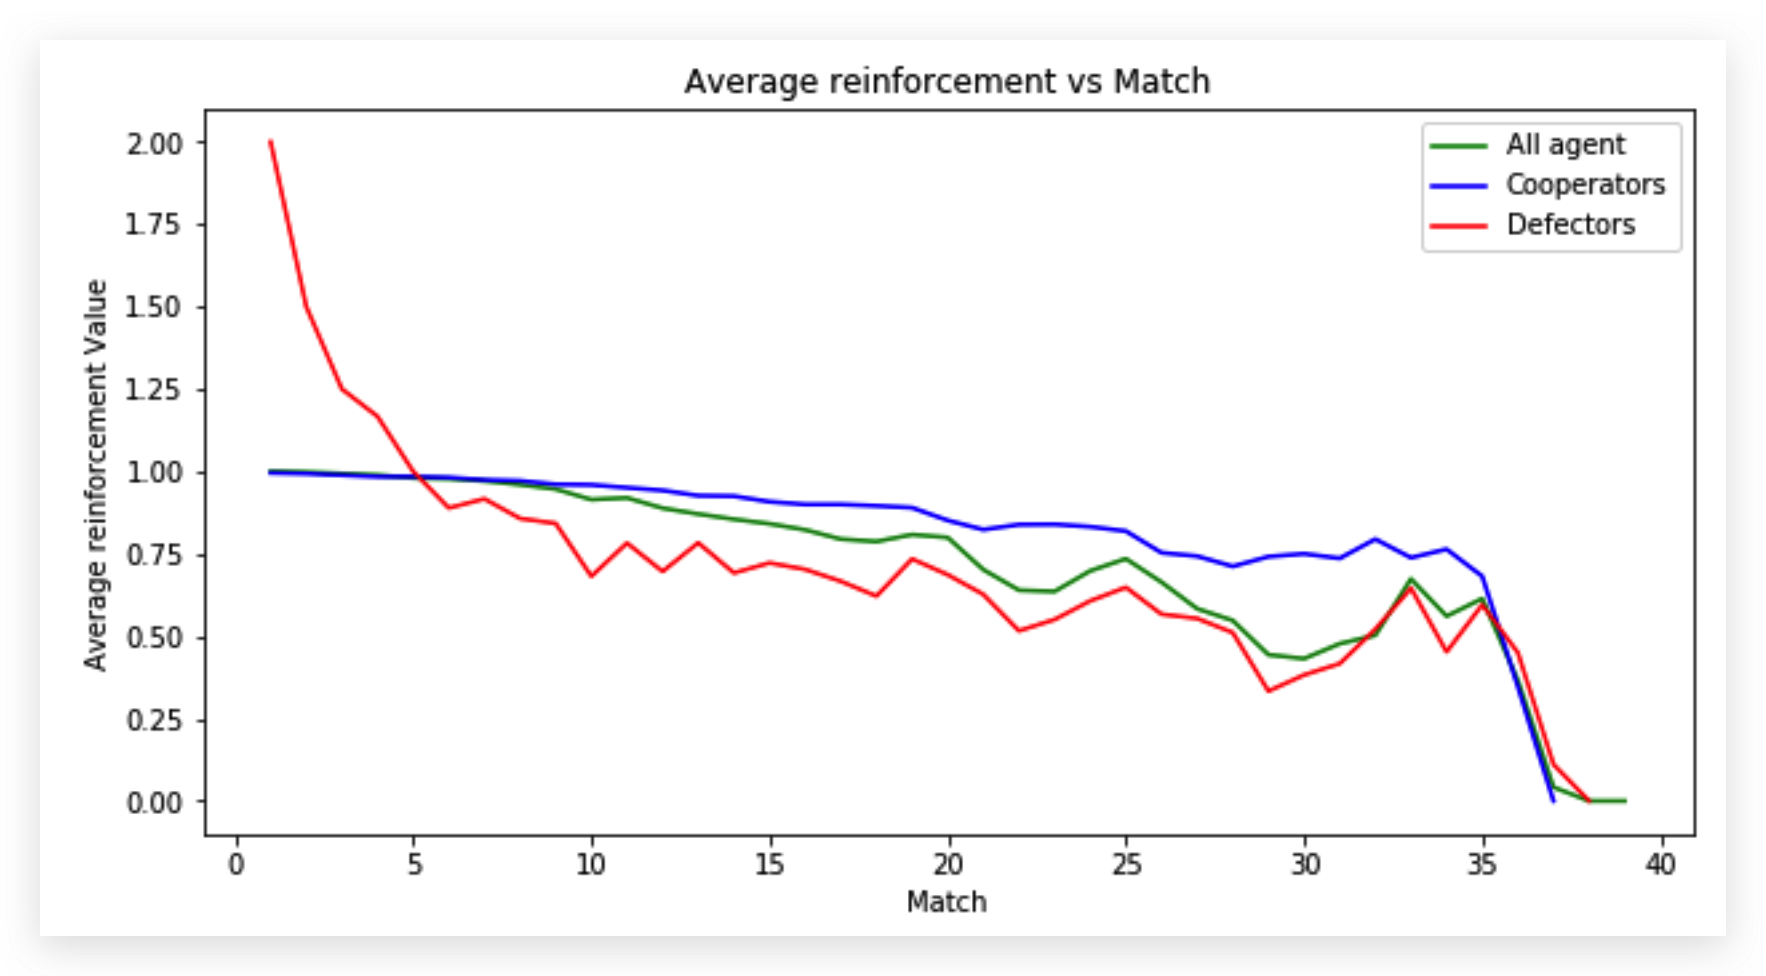 Average reinforcement vs Match
All agent
Cooperators
Defectors
Average reinforcement Value
2.00
1.75
1.50
1.25
1.00
0.75
0.50
0.25
0.00
0 5 10 15 20 25 30 35 40
Match